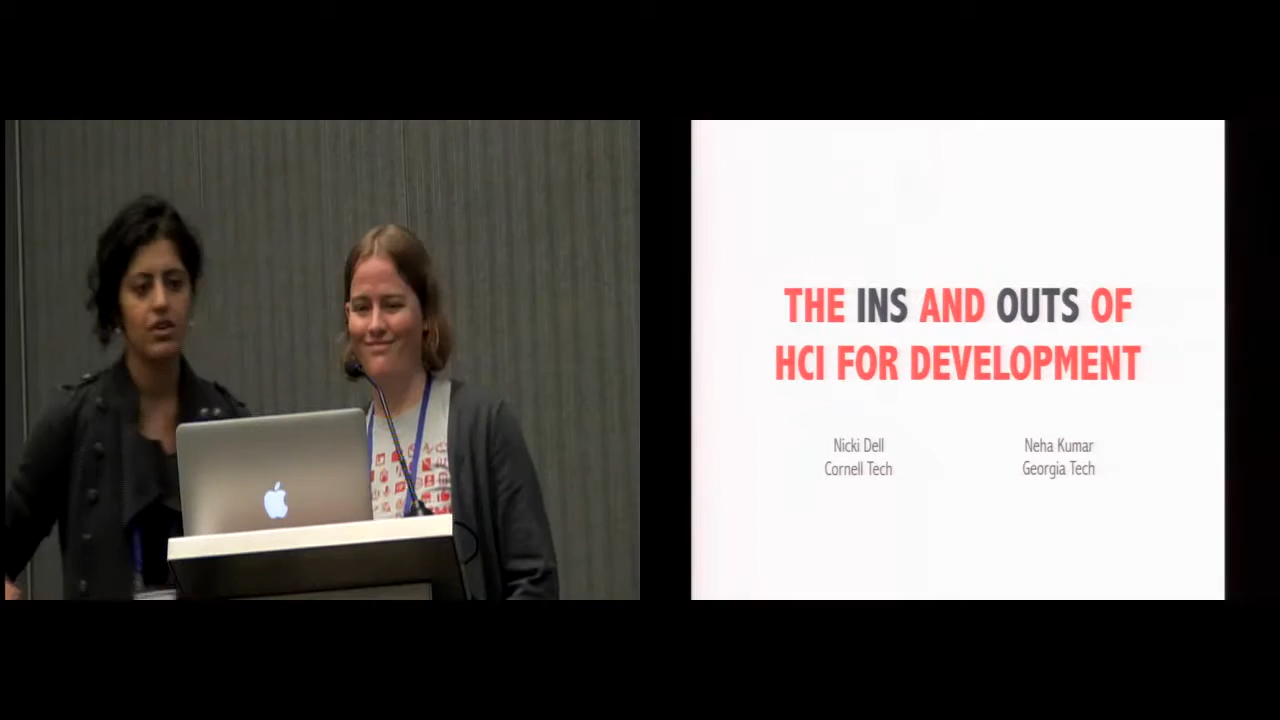 THE INS AND OUTS OF
HCI FOR DEVELOPMENT
Nicki Dell
Cornell Tech
Neha Kumar
Georgia Tech